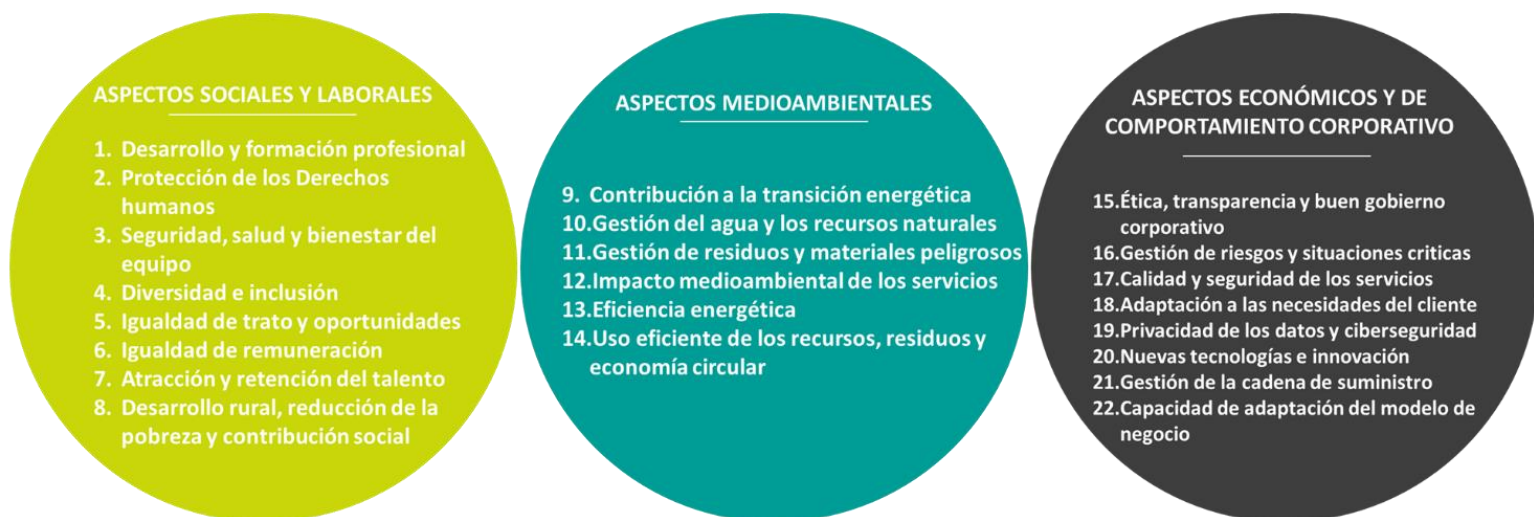 ASPECTOS SOCIALES Y LABORALES
1. Desarrollo y formación profesional
2. Protección de los Derechos
humanos
3. Seguridad, salud y bienestar del
equipo
4. Diversidad e inclusión
5. Igualdad de trato y oportunidades
6. Igualdad de remuneración
7. Atracción y retención del talento
8. Desarrollo rural, reducción de la
pobreza y contribución social
ASPECTOS MEDIOAMBIENTALES
9. Contribución a la transición energética
10.Gestión del agua y los recursos naturales
11.Gestión de residuos y materiales peligrosos
12.Impacto medioambiental de los servicios
13.Eficiencia energética
14.Uso eficiente de los recursos, residuos y
economía circular
ASPECTOS ECONÓMICOS Y DE
COMPORTAMIENTO CORPORATIVO
15.Ética, transparencia y buen gobierno
corporativo
16.Gestión de riesgos y situaciones criticas
17.Calidad y seguridad de los servicios
18.Adaptación a las necesidades del cliente
19.Privacidad de los datos y ciberseguridad
20.Nuevas tecnologías e innovación
21.Gestión de la cadena de suministro
22.Capacidad de adaptación del modelo de
negocio